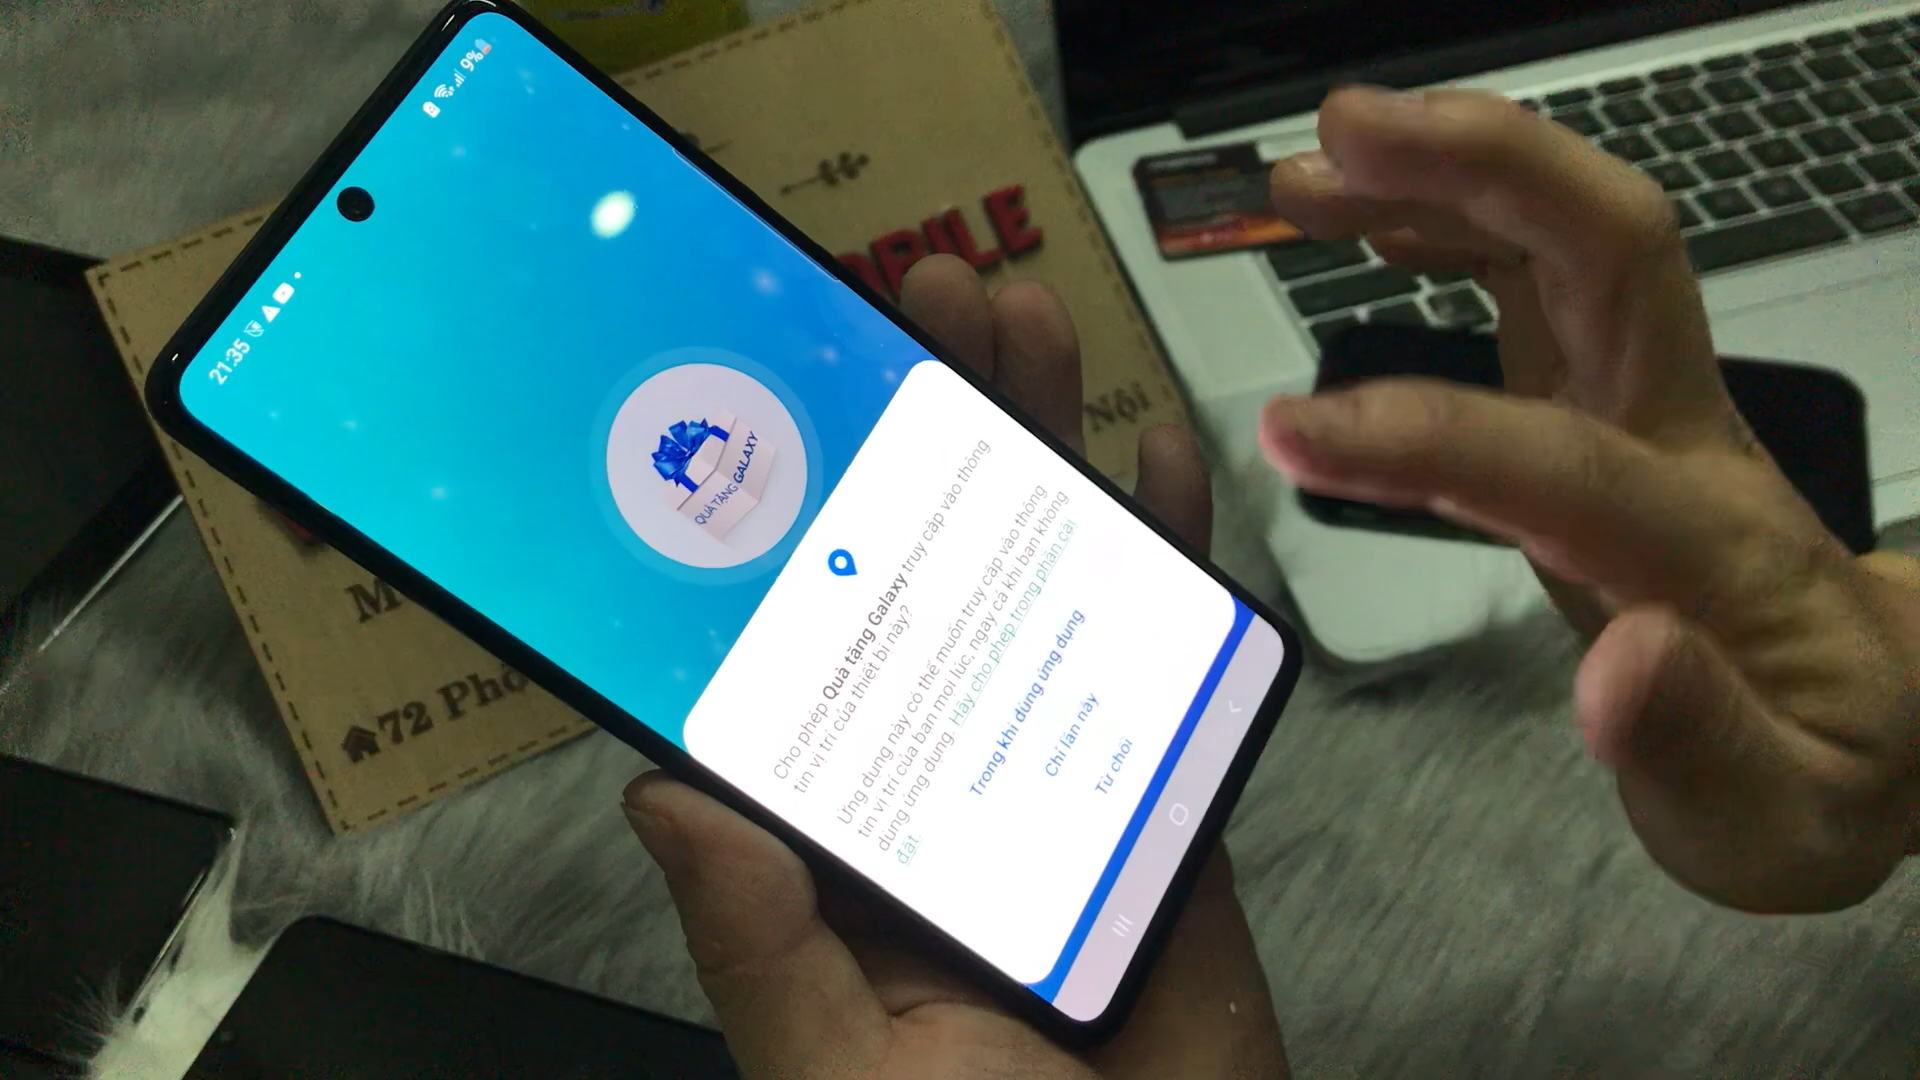 21:35
9%
QUÀ TẶNG GALAXY
Cho phép Quà tặng Galaxy truy cập vào thông
tin vị trí của thiết bị này?
Ứng dụng này có thể muốn truy cập vào thông
tin vị trí của bạn mọi lúc, ngay cả khi bạn không
dùng ứng dụng. Hãy cho phép trong phần cài
đặt
Trong khi dùng ứng dụng
Chỉ lần này
Từ chối
OBILE
Nội
M
72 Phố